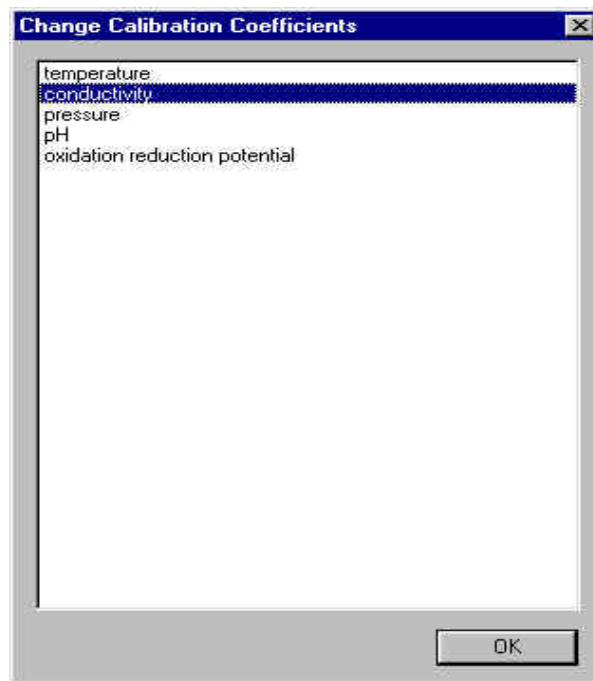 Change Calibration Coefficients
temperature
conductivity
pressure
pH
oxidation reduction potential
OK